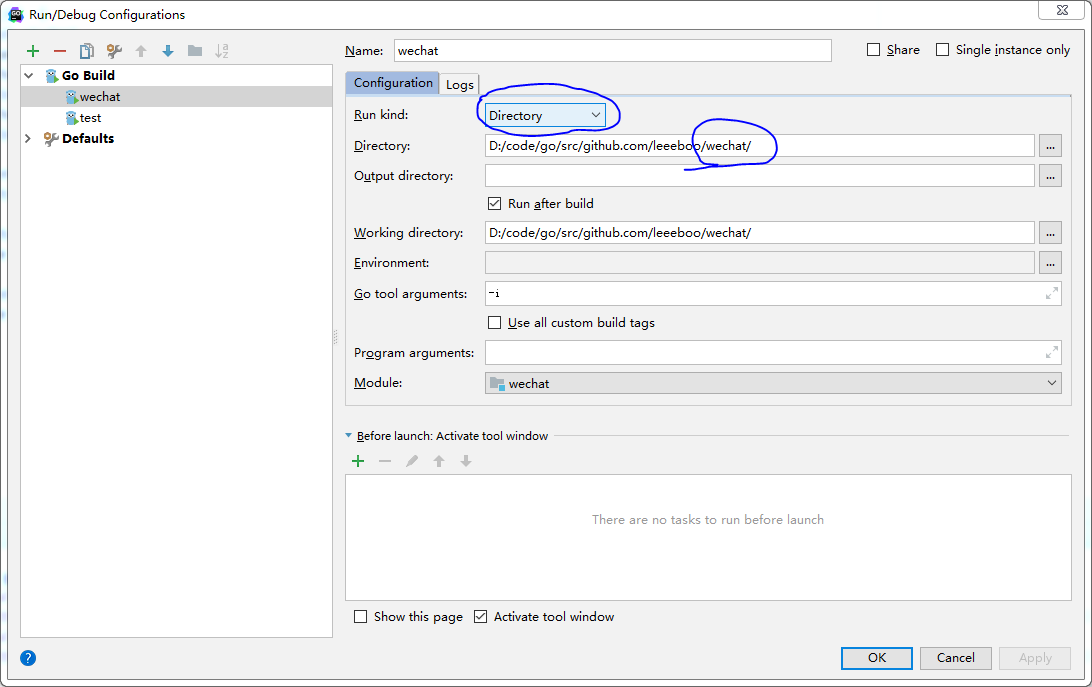 GO Run/Debug Configurations
Name: wechat Share Single instance only
Go Build
wechat
test
Defaults
Configuration Logs
Run kind: Directory
Directory: D:/code/go/src/github.com/leeeboo/wechat/ ...
Output directory: ...
Run after build
Working directory: D:/code/go/src/github.com/leeeboo/wechat/ ...
Environment: ...
Go tool arguments: -i
Use all custom build tags
Program arguments:
Module: wechat
Before launch: Activate tool window
There are no tasks to run before launch
Show this page Activate tool window
? OK Cancel Apply